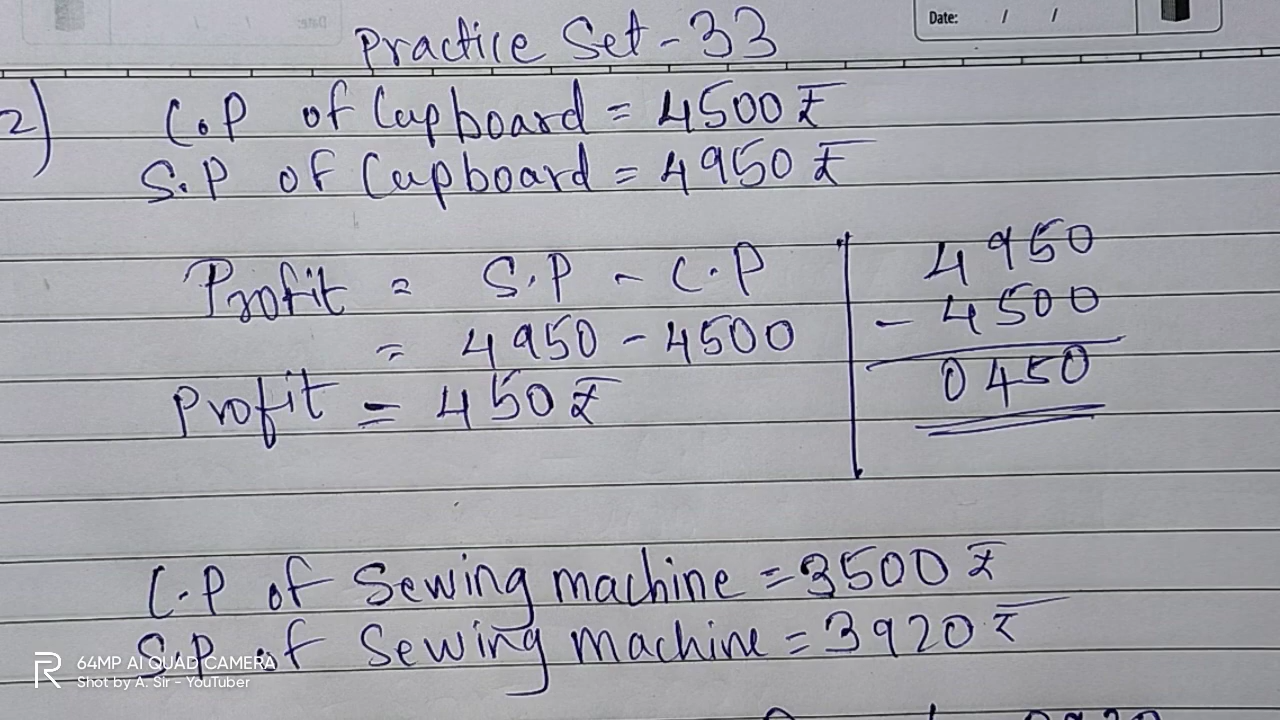 Date: / /
Practice Set-33
2) C.P of Cupboard = 4500 ₹
S.P of Cupboard = 4950 ₹
Profit = S.P - C.P
= 4950 - 4500
Profit = 450 ₹
4950
- 4500
0450
C.P of Sewing machine = 3500 ₹
S.P of Sewing machine = 3920 ₹
R 64MP AI QUAD CAMERA
Shot by A. Sir - YouTuber